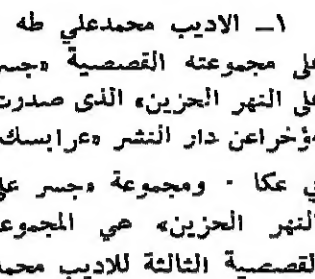 ١ــ الاديب محمدعلي طه
على مجموعته القصصية «جسر
على النهر الحزين» الذى صدرت
مؤخراعن دار النشر «عرابسك»
في عكا - ومجموعة «جسر على
النهر الحزين» هي المجموعة
القصصية الثالثة للاديب محمد